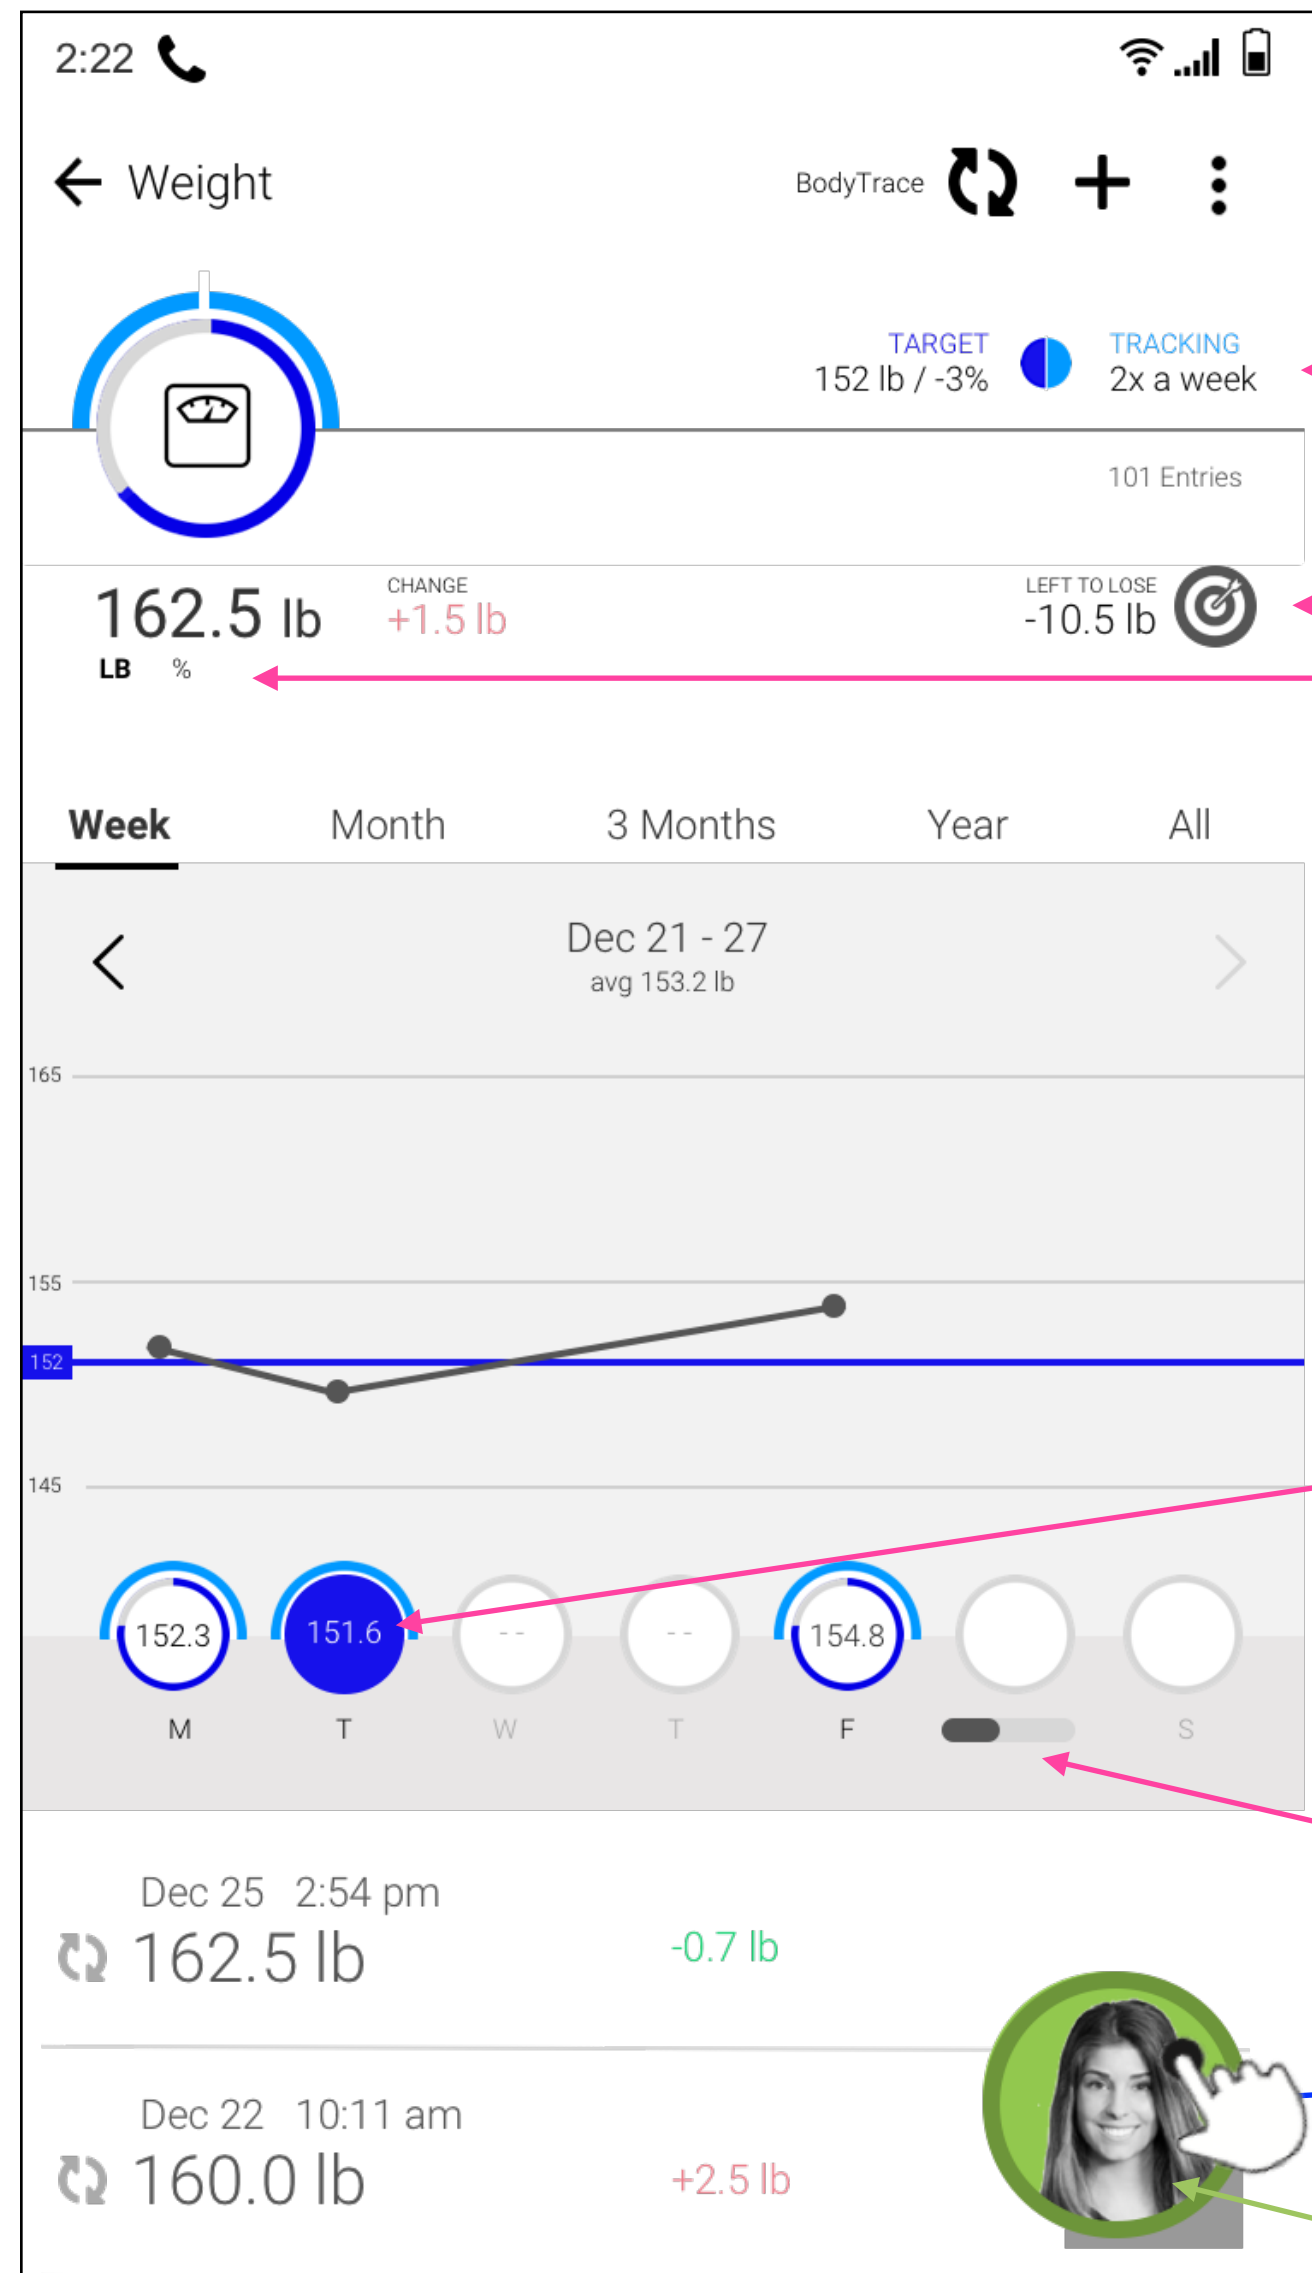 2:22
Weight
BodyTrace
TARGET
152 lb / -3%
TRACKING
2x a week
101 Entries
162.5 lb
LB %
CHANGE
+1.5 lb
LEFT TO LOSE
-10.5 lb
Week Month 3 Months Year All
Dec 21 - 27
avg 153.2 lb
165
155
152
145
152.3 151.6 -- -- 154.8
M T W T F S
Dec 25 2:54 pm
162.5 lb -0.7 lb
Dec 22 10:11 am
160.0 lb +2.5 lb